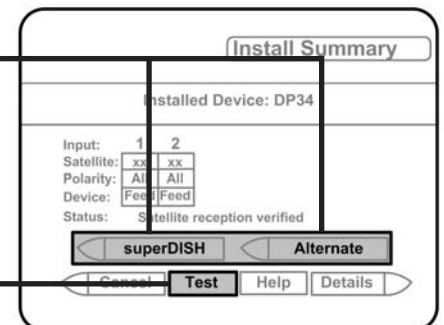 Install Summary
Installed Device: DP34
Input: 1 2
Satellite: xx xx
Polarity: All All
Device: Feed Feed
Status: Satellite reception verified
superDISH Alternate
Cancel Test Help Details